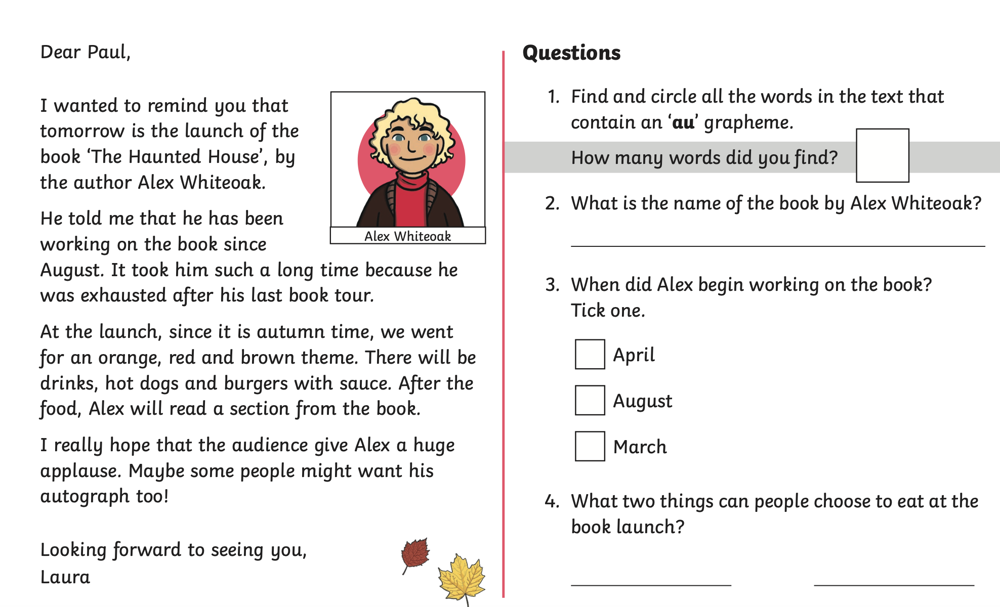 Dear Paul,
I wanted to remind you that
tomorrow is the launch of the
book ‘The Haunted House’, by
the author Alex Whiteoak.
He told me that he has been
working on the book since
August. It took him such a long time because he
was exhausted after his last book tour.
At the launch, since it is autumn time, we went
for an orange, red and brown theme. There will be
drinks, hot dogs and burgers with sauce. After the
food, Alex will read a section from the book.
I really hope that the audience give Alex a huge
applause. Maybe some people might want his
autograph too!
Looking forward to seeing you,
Laura
Alex Whiteoak
Questions
1. Find and circle all the words in the text that
contain an ‘au’ grapheme.
How many words did you find?
2. What is the name of the book by Alex Whiteoak?
3. When did Alex begin working on the book?
Tick one.
April
August
March
4. What two things can people choose to eat at the
book launch?